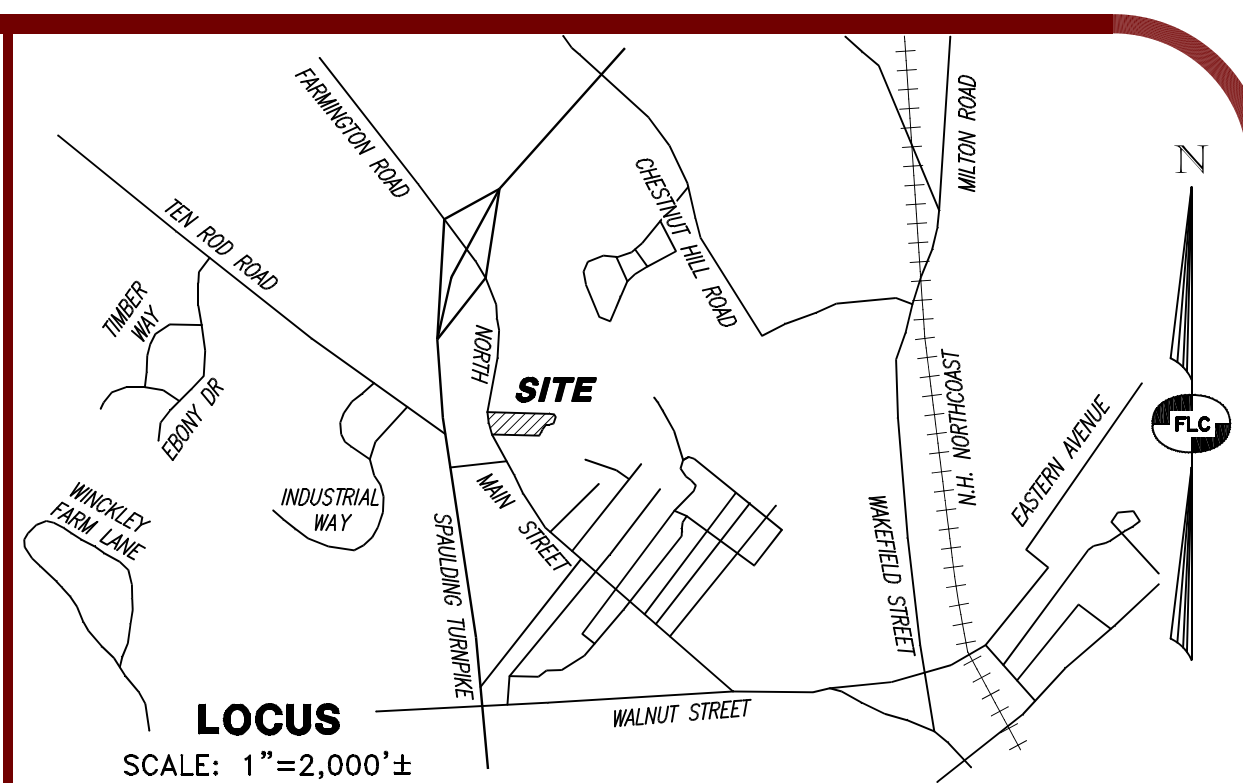 FARMINGTON ROAD
MILTON ROAD
N
CHESTNUT HILL ROAD
TEN ROD ROAD
TIMBER
WAY
NORTH
SITE
EBONY DR
N.H. NORTHCOAST
EASTERN AVENUE
FLC
INDUSTRIAL
WAY
WINCKLEY
FARM LANE
MAIN STREET
SPAULDING TURNPIKE
WAKEFIELD STREET
WALNUT STREET
LOCUS
SCALE: 1"=2,000'±